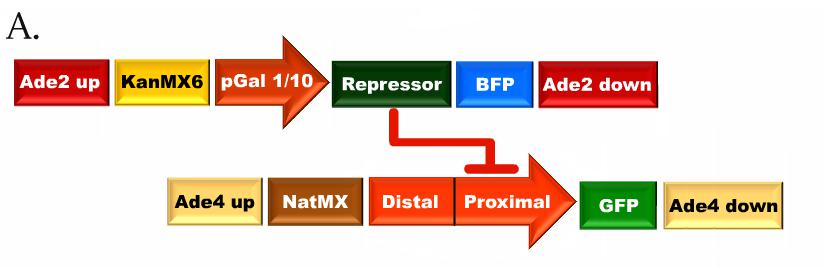 A.
Ade2 up KanMX6 pGal 1/10 Repressor BFP Ade2 down
Ade4 up NatMX Distal Proximal GFP Ade4 down